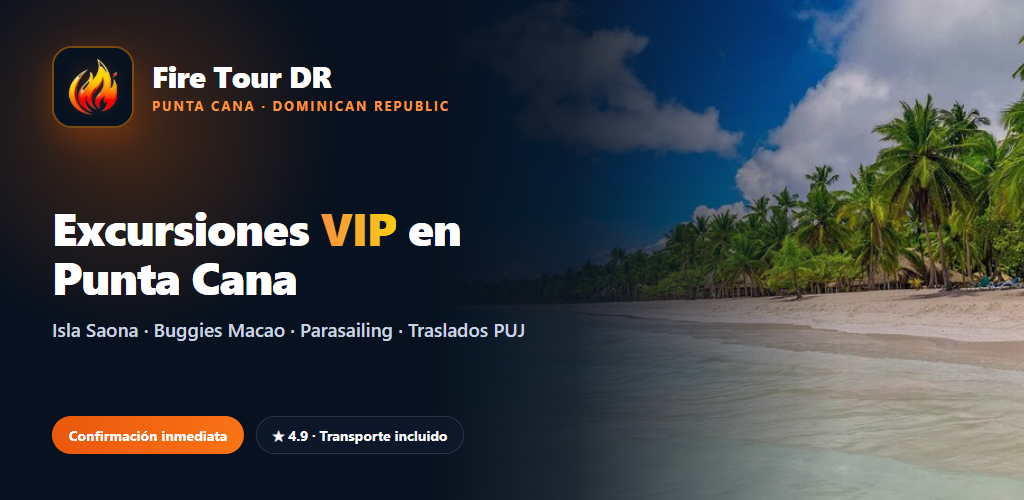 Fire Tour DR
PUNTA CANA · DOMINICAN REPUBLIC
Excursiones VIP en
Punta Cana
Isla Saona · Buggies Macao · Parasailing · Traslados PUJ
Confirmación inmediata
★ 4.9 · Transporte incluido